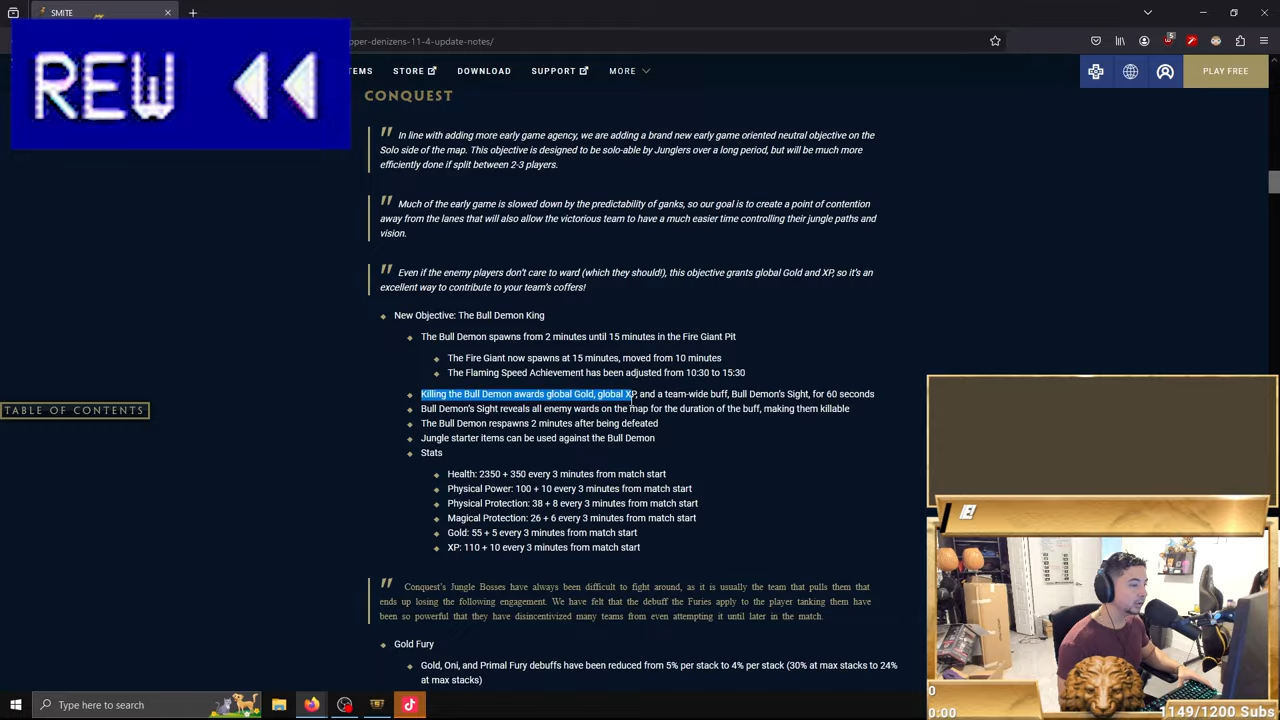 SMITE
REW
pper-denizens-11-4-update-notes/
TEMS
STORE
DOWNLOAD
SUPPORT
MORE
PLAY FREE
CONQUEST
" In line with adding more early game agency, we are adding a brand new early game oriented neutral objective on the
Solo side of the map. This objective is designed to be solo-able by Junglers over a long period, but will be much more
efficiently done if split between 2-3 players.
" Much of the early game is slowed down by the predictability of ganks, so our goal is to create a point of contention
away from the lanes that will also allow the victorious team to have a much easier time controlling their jungle paths and
vision.
" Even if the enemy players don't care to ward (which they should!), this objective grants global Gold and XP, so it's an
excellent way to contribute to your team's coffers!
New Objective: The Bull Demon King
The Bull Demon spawns from 2 minutes until 15 minutes in the Fire Giant Pit
The Fire Giant now spawns at 15 minutes, moved from 10 minutes
The Flaming Speed Achievement has been adjusted from 10:30 to 15:30
Killing the Bull Demon awards global Gold, global XP, and a team-wide buff, Bull Demon's Sight, for 60 seconds
TABLE OF CONTENTS
Bull Demon's Sight reveals all enemy wards on the map for the duration of the buff, making them killable
The Bull Demon respawns 2 minutes after being defeated
Jungle starter items can be used against the Bull Demon
Stats
Health: 2350 + 350 every 3 minutes from match start
Physical Power: 100 + 10 every 3 minutes from match start
Physical Protection: 38 + 8 every 3 minutes from match start
Magical Protection: 26 + 6 every 3 minutes from match start
Gold: 55 + 5 every 3 minutes from match start
XP: 110 + 10 every 3 minutes from match start
" Conquest's Jungle Bosses have always been difficult to fight around, as it is usually the team that pulls them that
ends up losing the following engagement. We have felt that the debuff the Furies apply to the player tanking them have
been so powerful that they have disincentivized many teams from even attempting it until later in the match.
Gold Fury
Gold, Oni, and Primal Fury debuffs have been reduced from 5% per stack to 4% per stack (30% at max stacks to 24%
at max stacks)
E!
0
0:00
1149/1200 Subs
Type here to search